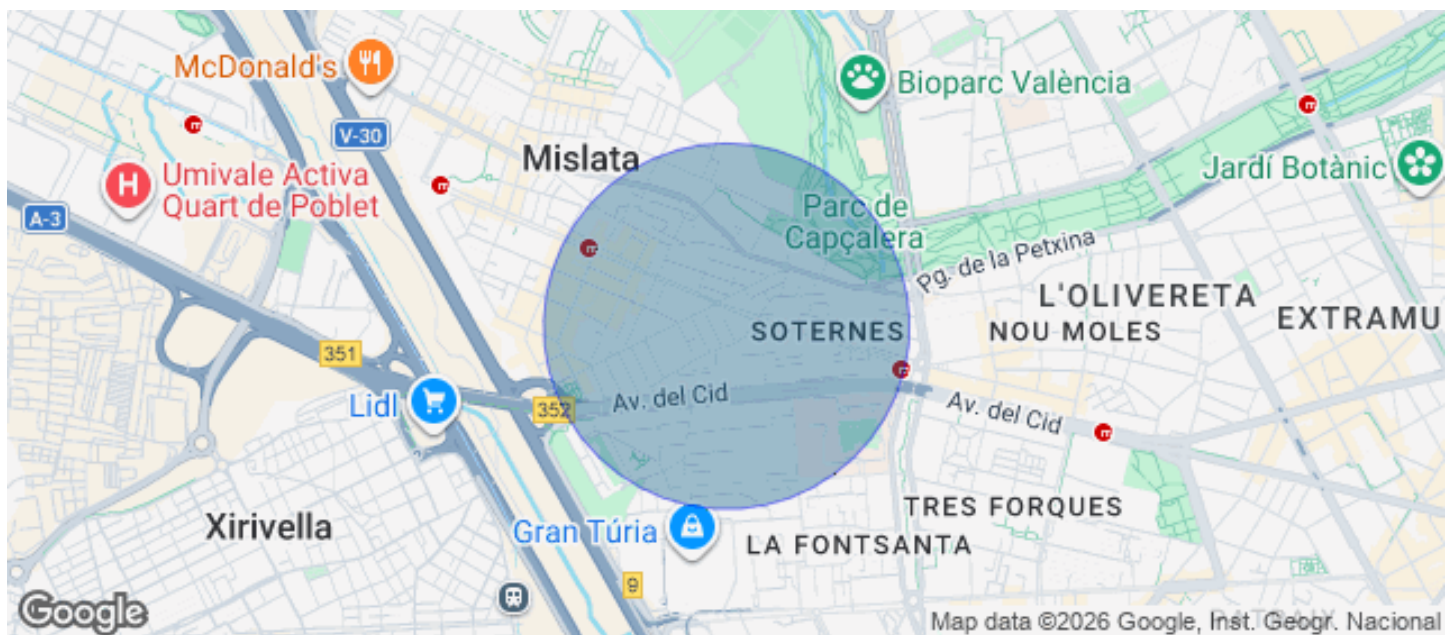 McDonald's
Bioparc València
V-30
Mislata
Umivale Activa
Quart de Poblet
H
Jardí Botànic
A-3
Parc de
Capçalera
Pg. de la Petxina
L'OLIVERETA
NOU MOLES
EXTRAMU
SOTERNES
351
Lidl
352
Av. del Cid
Av. del Cid
TRES FORQUES
Xirivella
Gran Túria
LA FONTSANTA
9
Google
Map data ©2026 Google, Inst. Geogr. Nacional